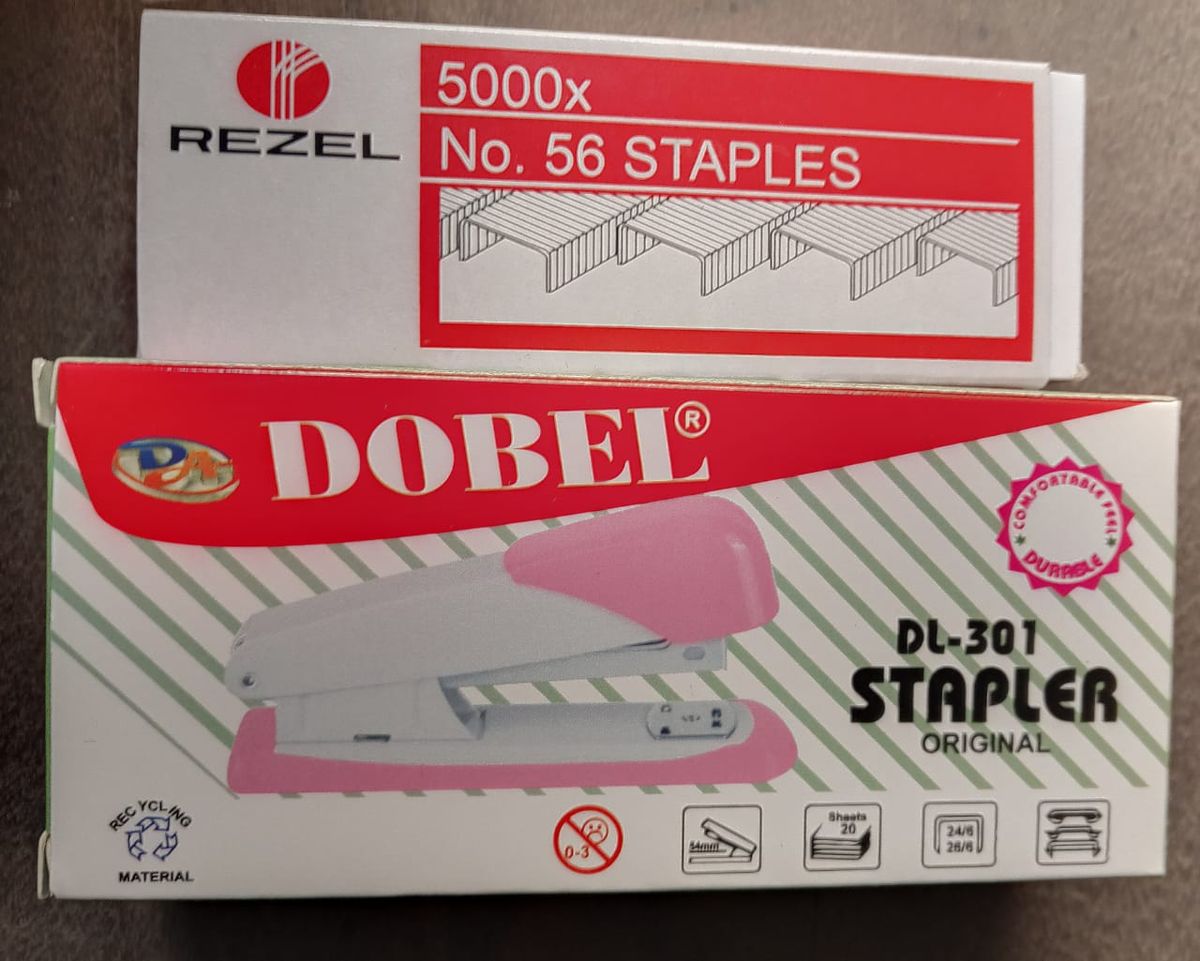 REZEL
5000x
No. 56 STAPLES
DOBEL®
COMFORTABLE FEEL
DURABLE
DL-301
STAPLER
ORIGINAL
RECYCLING
MATERIAL
0-3
54mm
Sheets
20
24/6
26/6